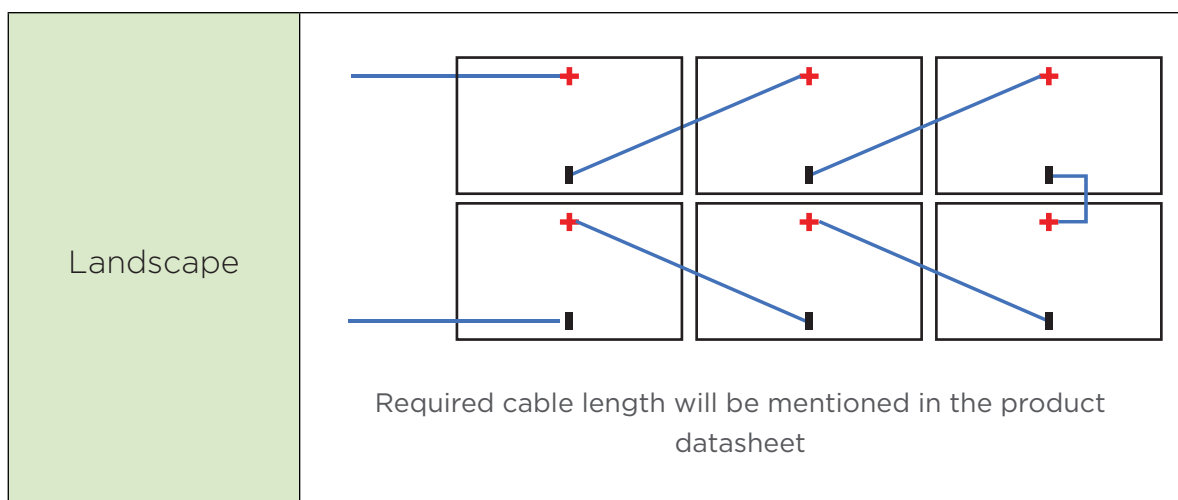 Landscape
Required cable length will be mentioned in the product
datasheet